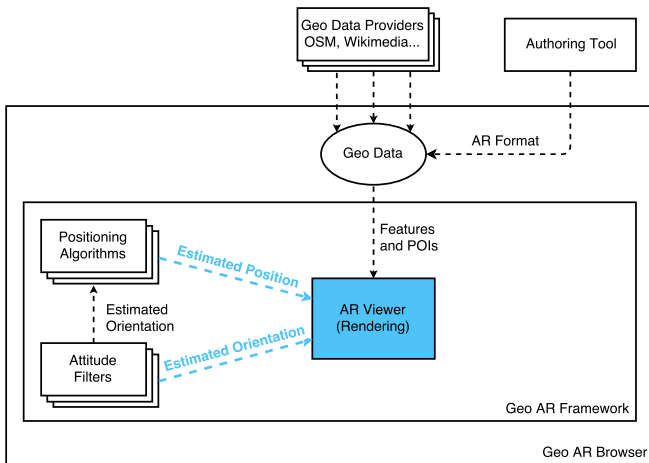 Geo Data Providers
OSM, Wikimedia...
Authoring Tool
AR Format
Geo Data
Features
and POIs
Positioning
Algorithms
Estimated Position
Estimated
Orientation
AR Viewer
(Rendering)
Estimated Orientation
Attitude
Filters
Geo AR Framework
Geo AR Browser